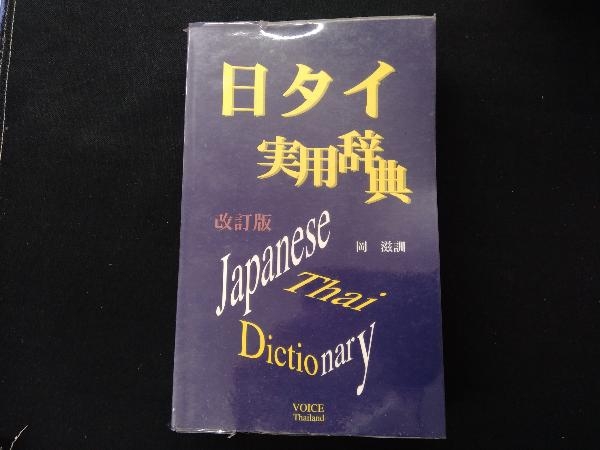 日タイ
実用辞典
改訂版
岡 滋訓
Japanese
Thai
Dictionary
VOICE
Thailand